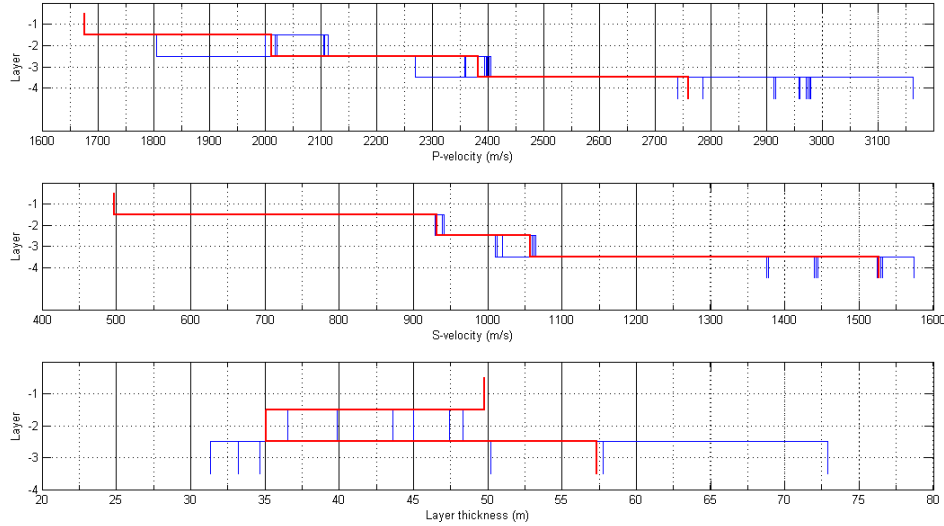 Layer
-1
-2
-3
-4
1600 1700 1800 1900 2000 2100 2200 2300 2400 2500 2600 2700 2800 2900 3000 3100
P-velocity (m/s)
Layer
-1
-2
-3
-4
400 500 600 700 800 900 1000 1100 1200 1300 1400 1500 1600
S-velocity (m/s)
Layer
-1
-2
-3
-4
20 25 30 35 40 45 50 55 60 65 70 75 80
Layer thickness (m)